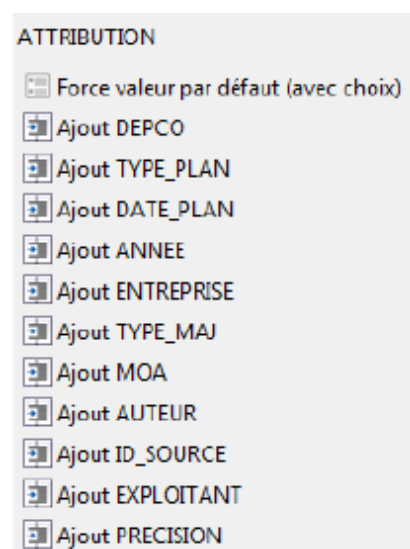 ATTRIBUTION
Force valeur par défaut (avec choix)
Ajout DEPCO
Ajout TYPE_PLAN
Ajout DATE_PLAN
Ajout ANNEE
Ajout ENTREPRISE
Ajout TYPE_MAJ
Ajout MOA
Ajout AUTEUR
Ajout ID_SOURCE
Ajout EXPLOITANT
Ajout PRECISION